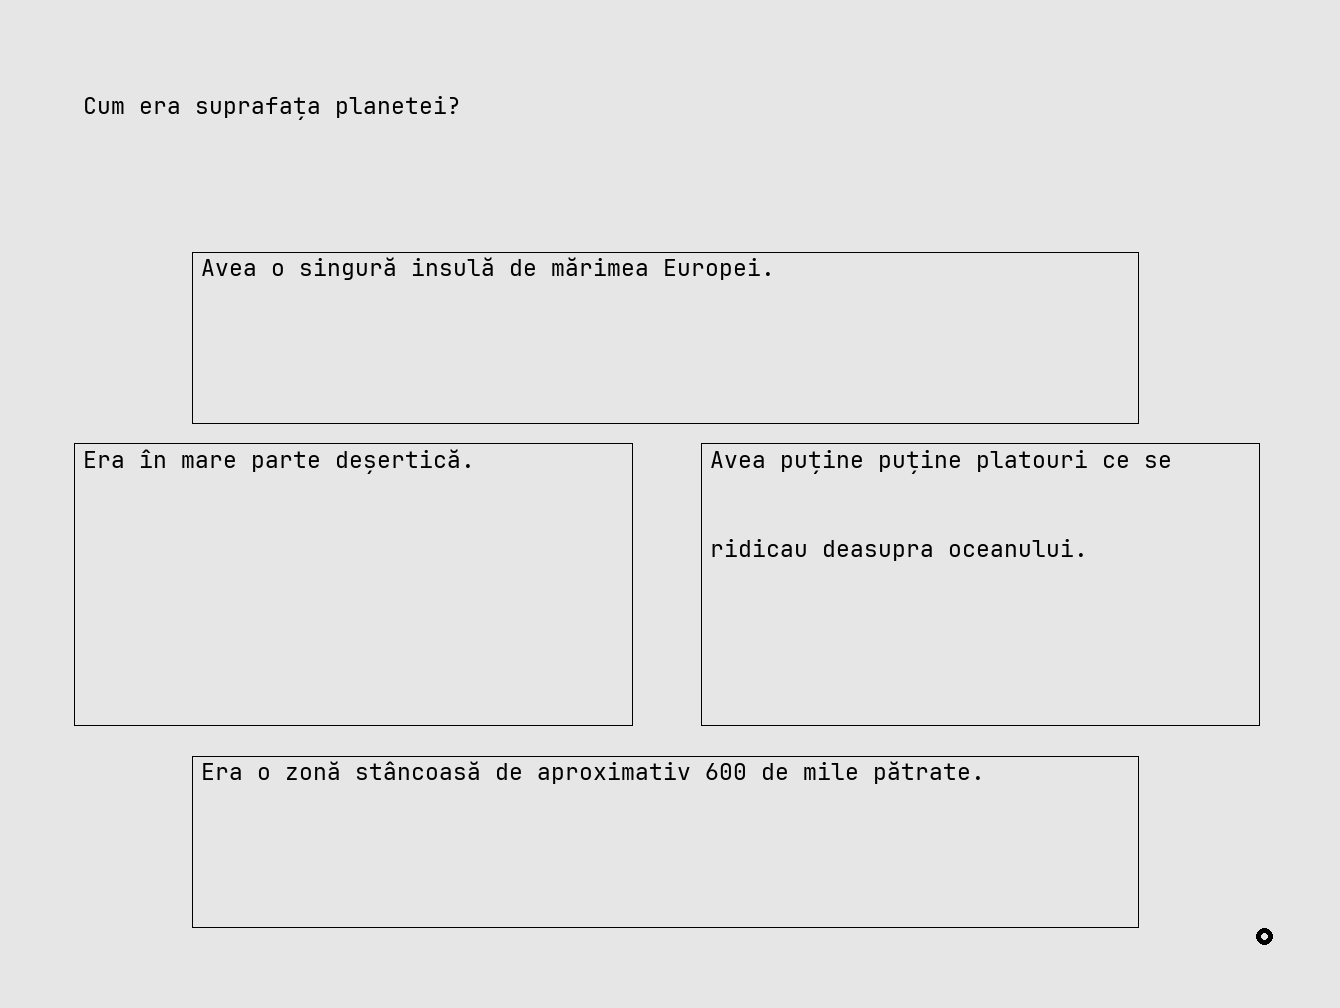 Cum era suprafața planetei?
Avea o singură insulă de mărimea Europei.
Era în mare parte deșertică.
Avea puține puține platouri ce se
ridicau deasupra oceanului.
Era o zonă stâncoasă de aproximativ 600 de mile pătrate.